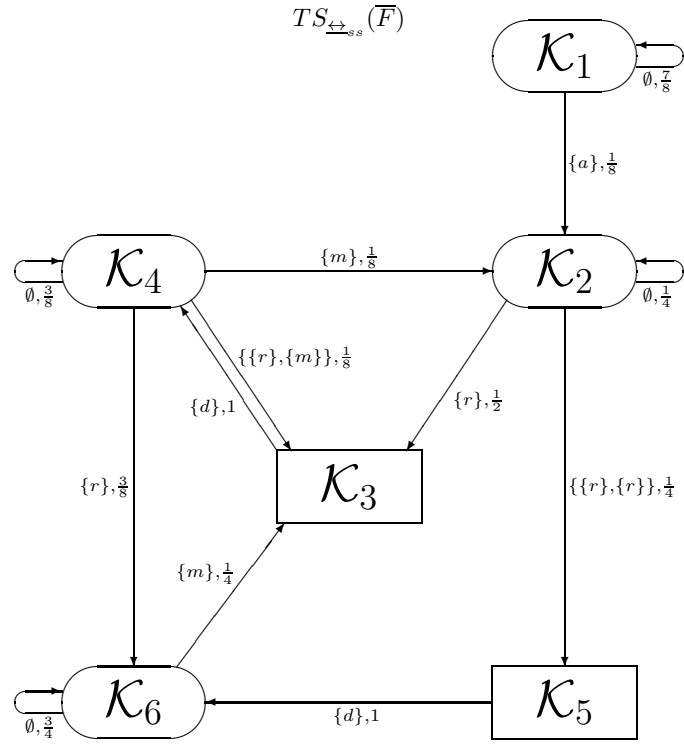 TS↔ss(F̅)
𝒦1
∅,7/8
{a},1/8
𝒦4
{m},1/8
𝒦2
∅,3/8
∅,1/4
{{r},{m}},1/8
{d},1
{r},1/2
{r},3/8
𝒦3
{{r},{r}},1/4
{m},1/4
𝒦6
𝒦5
∅,3/4
{d},1